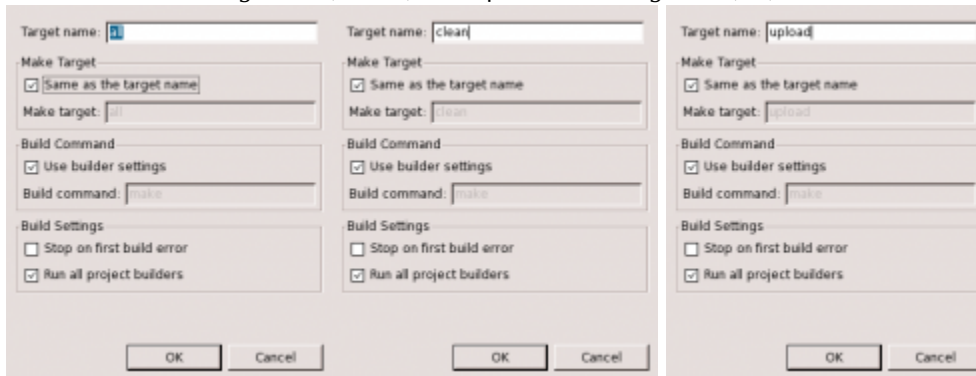 Target name: all
Make Target
Same as the target name
Make target: all
Build Command
Use builder settings
Build command: make
Build Settings
Stop on first build error
Run all project builders
OK Cancel
Target name: clean
Make Target
Same as the target name
Make target: clean
Build Command
Use builder settings
Build command: make
Build Settings
Stop on first build error
Run all project builders
OK Cancel
Target name: upload
Make Target
Same as the target name
Make target: upload
Build Command
Use builder settings
Build command: make
Build Settings
Stop on first build error
Run all project builders
OK Cancel